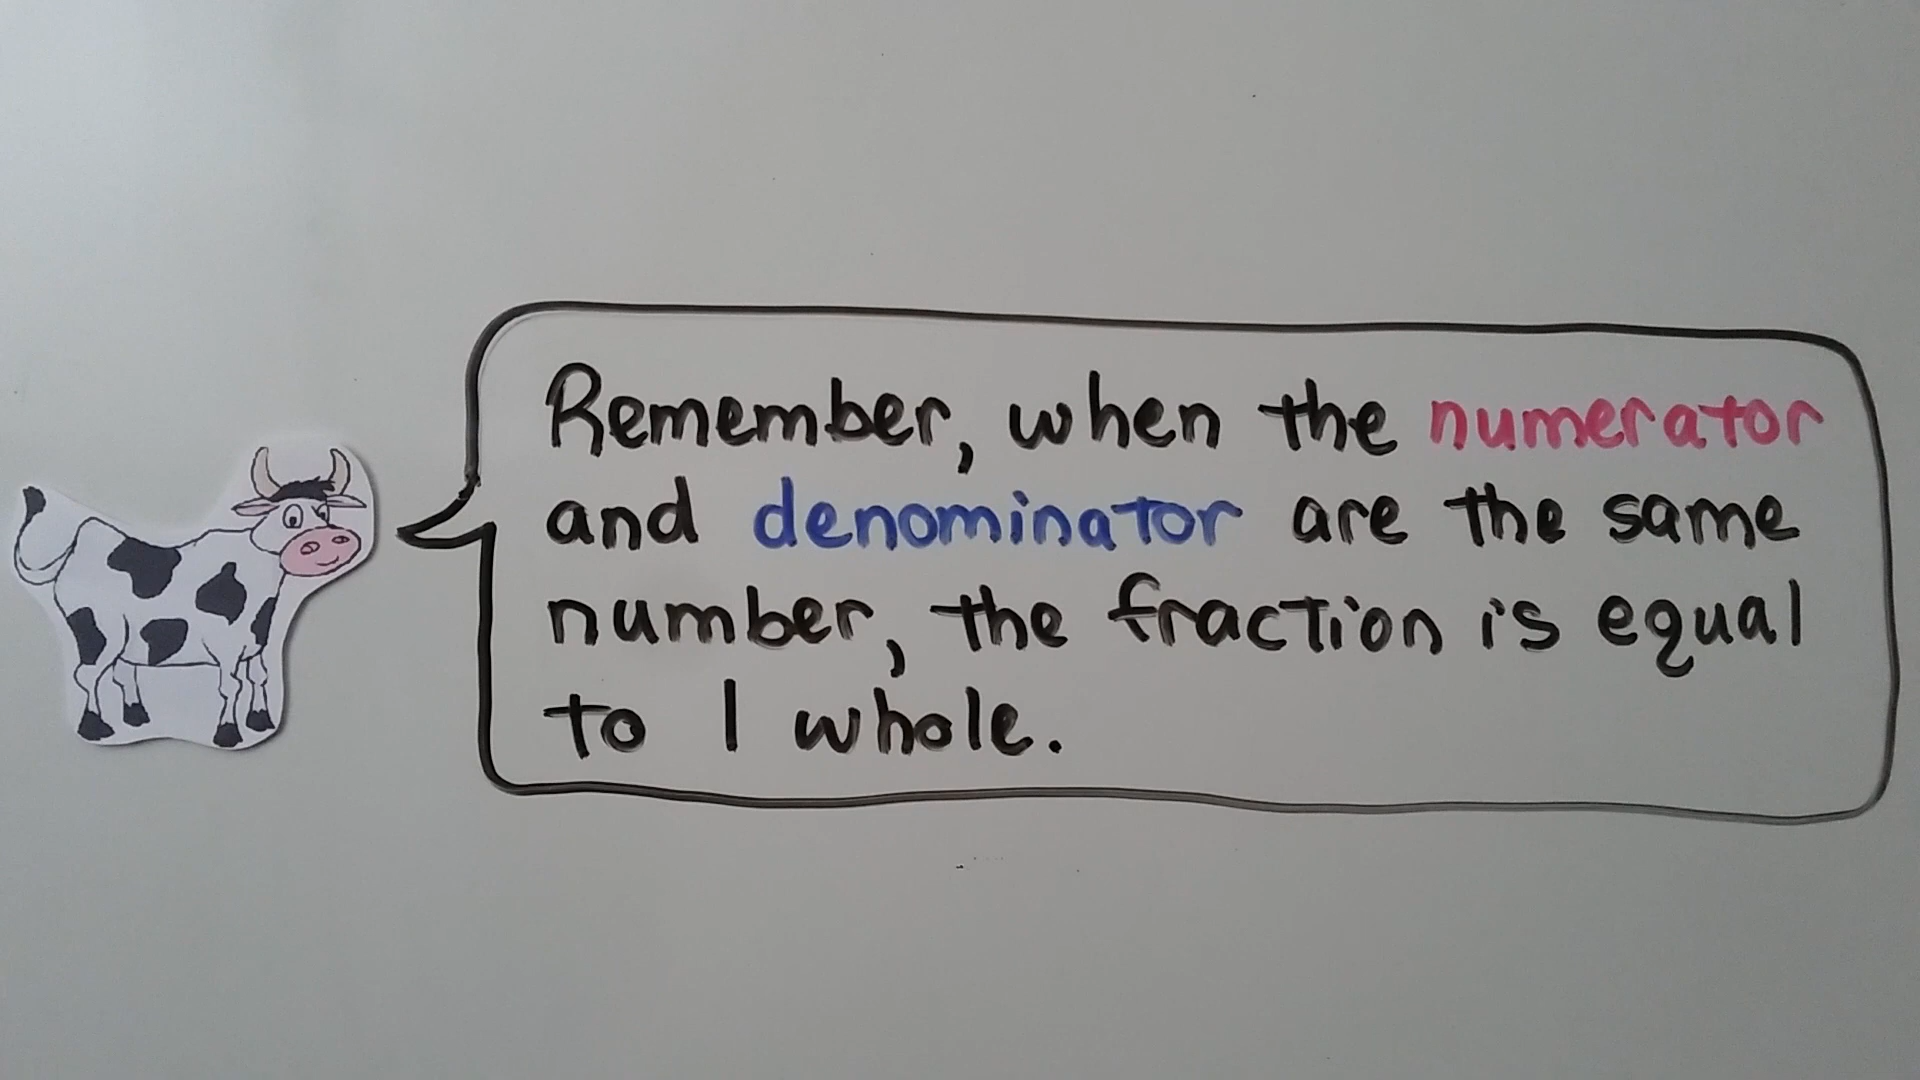 Remember, when the numerator
and denominator are the same
number, the fraction is equal
to 1 whole.